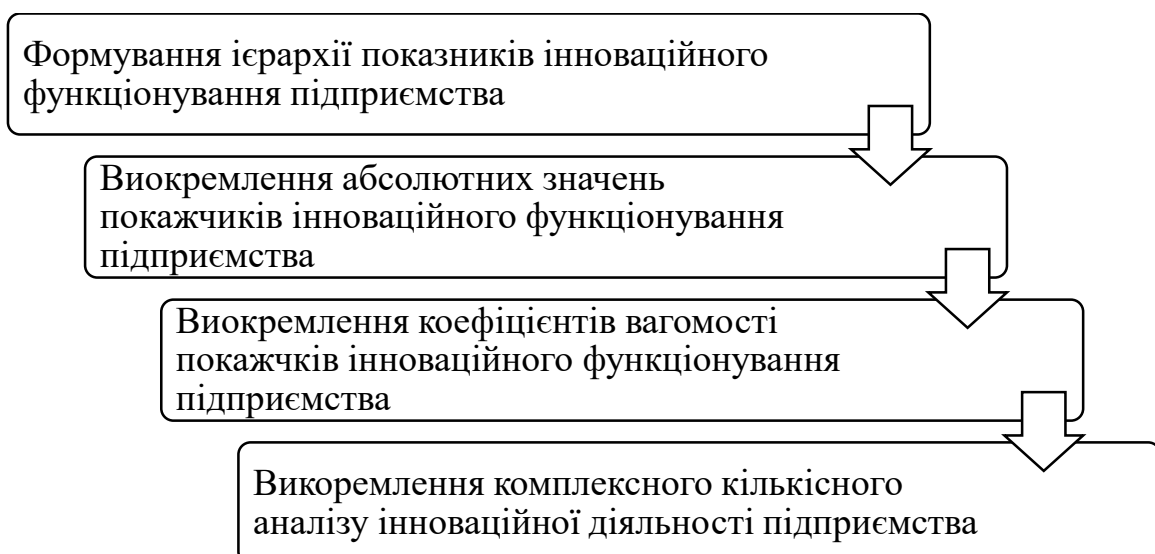 Формування ієрархії показників інноваційного
функціонування підприємства
Виокремлення абсолютних значень
покажчиків інноваційного функціонування
підприємства
Виокремлення коефіцієнтів вагомості
покажчків інноваційного функціонування
підприємства
Викоремлення комплексного кількісного
аналізу інноваційної діяльності підприємства